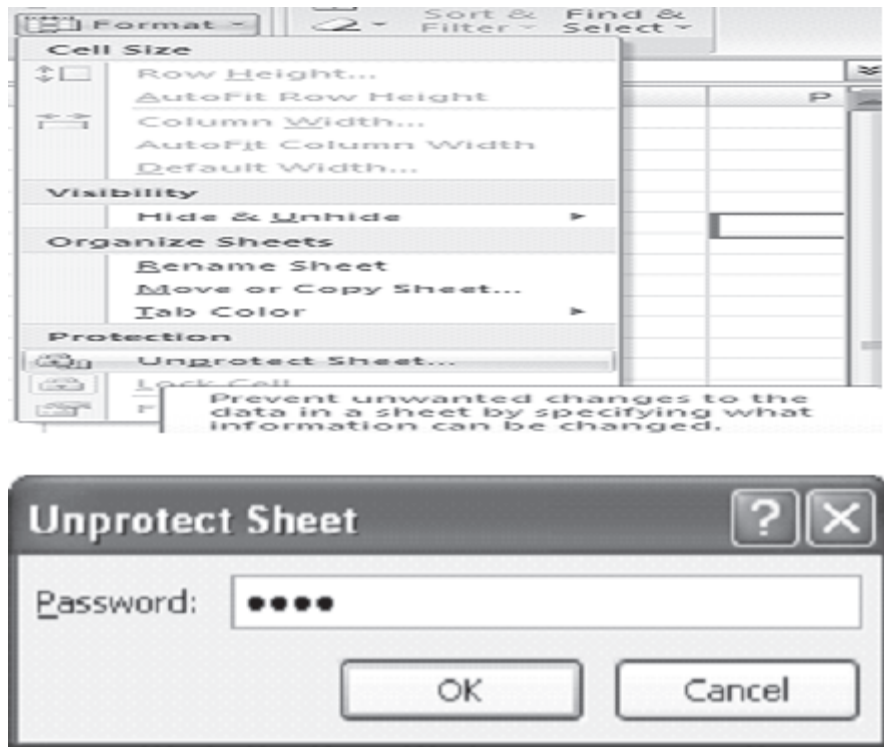 Format
Sort &
Filter
Find &
Select
Cell Size
Row Height...
AutoFit Row Height
Column Width...
AutoFit Column Width
Default Width...
Visibility
Hide & Unhide
Organize Sheets
Rename Sheet
Move or Copy Sheet...
Tab Color
Protection
Unprotect Sheet...
Lock Cell
F
Prevent unwanted changes to the
data in a sheet by specifying what
information can be changed.
P
Unprotect Sheet
Password: ●●●●
OK Cancel